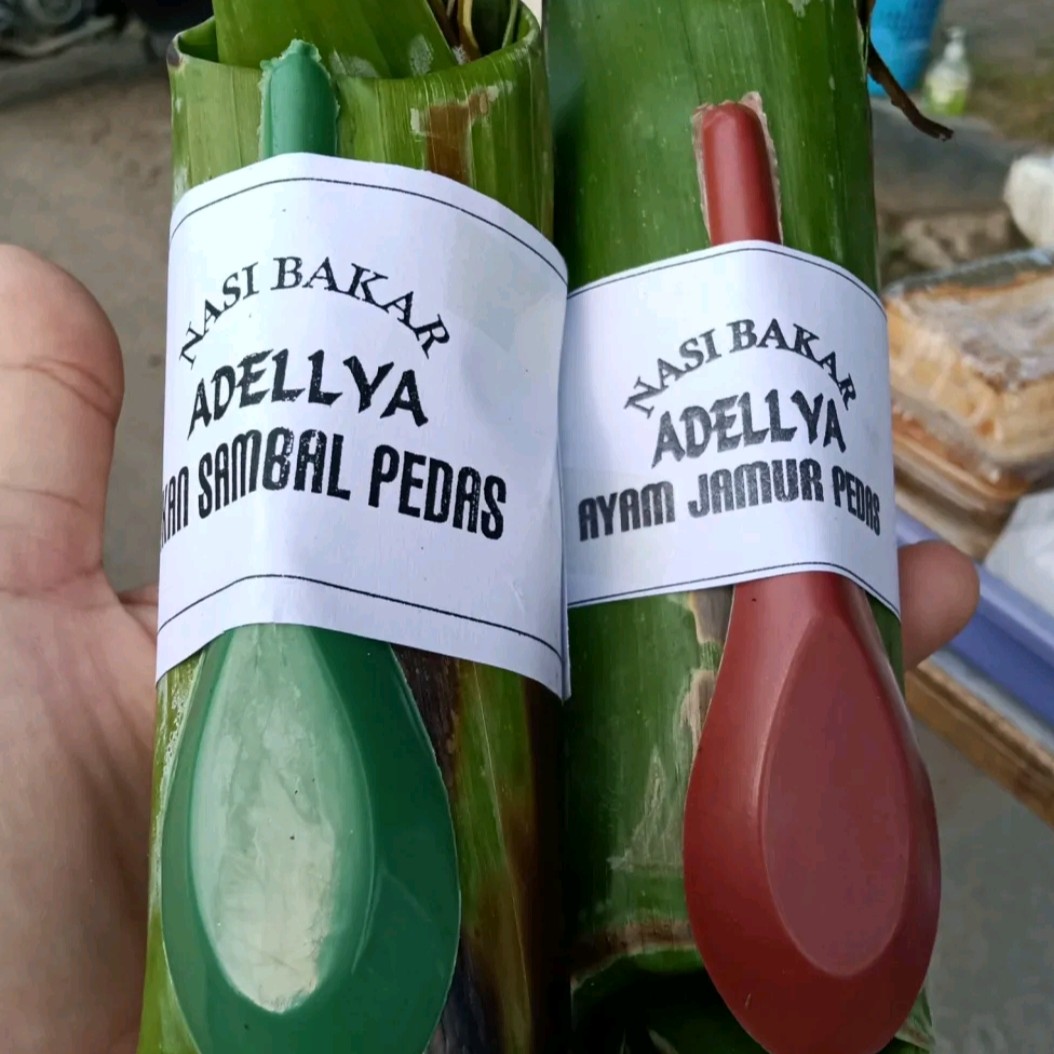 NASI BAKAR
ADELLYA
SAMBAL PEDAS
NASI BAKAR
ADELLYA
AYAM JAMUR PEDAS